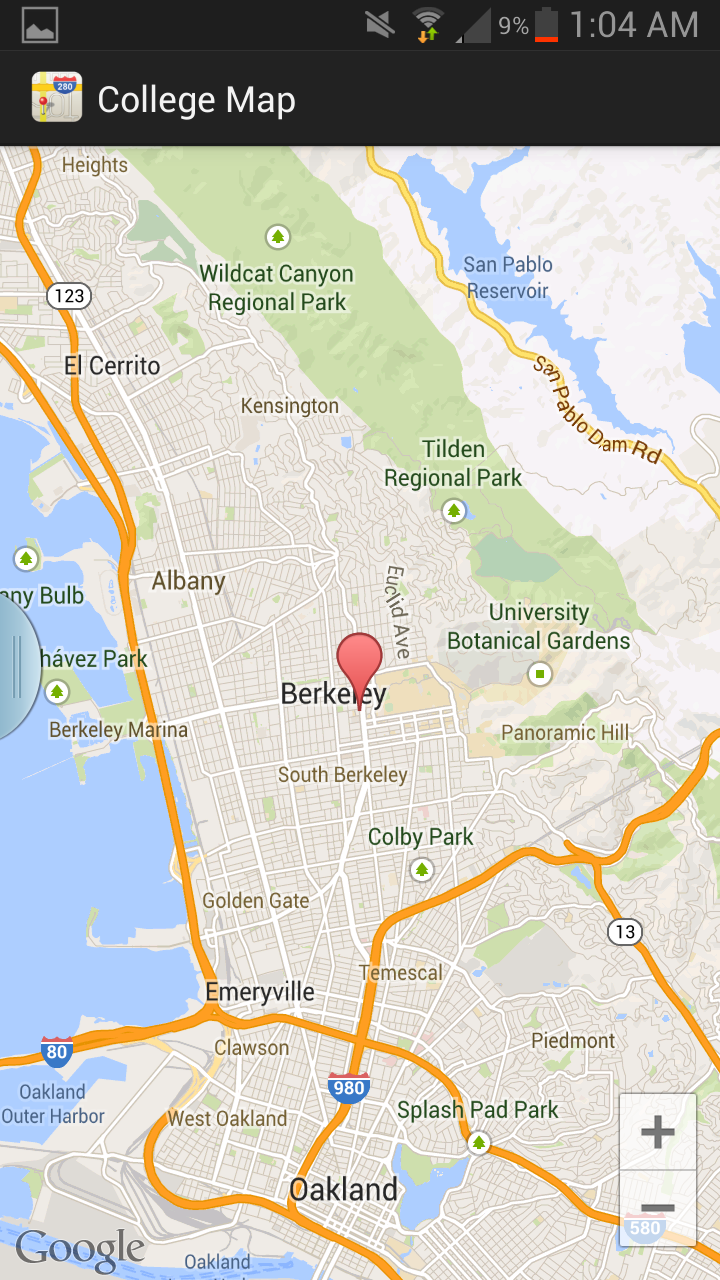 9%
1:04 AM
280
College Map
Heights
Wildcat Canyon
Regional Park
San Pablo
Reservoir
123
El Cerrito
San Pablo Dam Rd
Kensington
Tilden
Regional Park
Albany
Euclid Ave
any Bulb
University
Botanical Gardens
hávez Park
Berkeley
Berkeley Marina
Panoramic Hill
South Berkeley
Colby Park
Golden Gate
13
Temescal
Emeryville
Clawson
Piedmont
80
980
Oakland
Outer Harbor
West Oakland
Splash Pad Park
Oakland
580
Google
Oakland